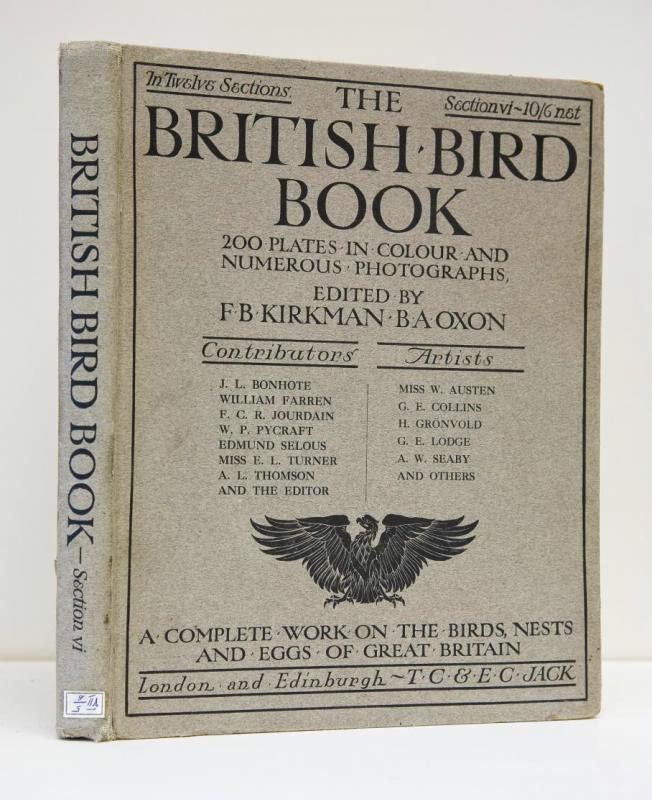 In Twelve Sections.
Section vi ~ 10/6 net
THE
BRITISH · BIRD
BOOK
200 · PLATES · IN · COLOUR · AND
NUMEROUS · PHOTOGRAPHS,
EDITED · BY
F · B · KIRKMAN · B · A OXON
Contributors
J. L. BONHOTE
WILLIAM FARREN
F. C. R. JOURDAIN
W. P. PYCRAFT
EDMUND SELOUS
MISS E. L. TURNER
A. L. THOMSON
AND THE EDITOR
Artists
MISS W. AUSTEN
G. E. COLLINS
H. GRÖNVOLD
G. E. LODGE
A. W. SEABY
AND OTHERS
A · COMPLETE · WORK · ON · THE · BIRDS, NESTS
AND · EGGS · OF · GREAT · BRITAIN
London · and · Edinburgh ~ T · C · & · E · C · JACK
BRITISH BIRD BOOK — Section vi